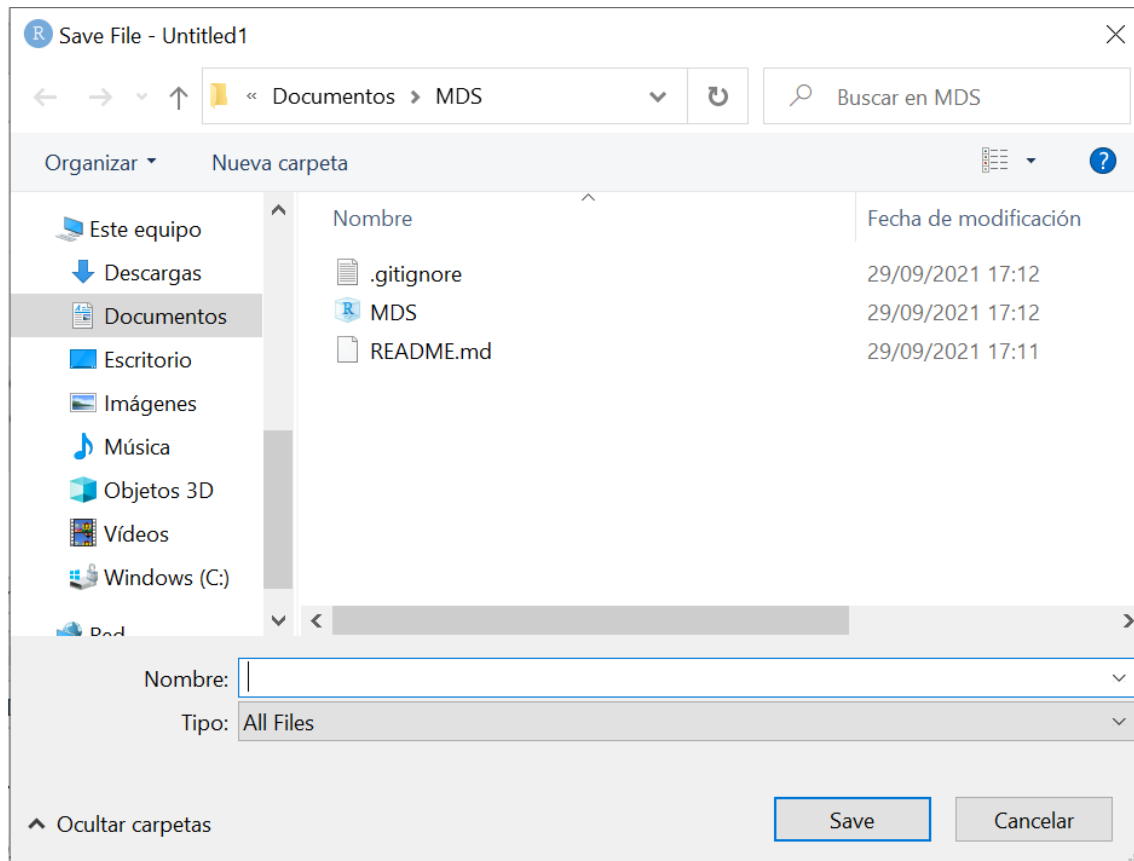 Save File - Untitled1
« Documentos > MDS
Buscar en MDS
Organizar Nueva carpeta
Nombre Fecha de modificación
Este equipo
Descargas
Documentos
Escritorio
Imágenes
Música
Objetos 3D
Vídeos
Windows (C:)
Red
.gitignore 29/09/2021 17:12
MDS 29/09/2021 17:12
README.md 29/09/2021 17:11
Nombre:
Tipo: All Files
Ocultar carpetas
Save Cancelar